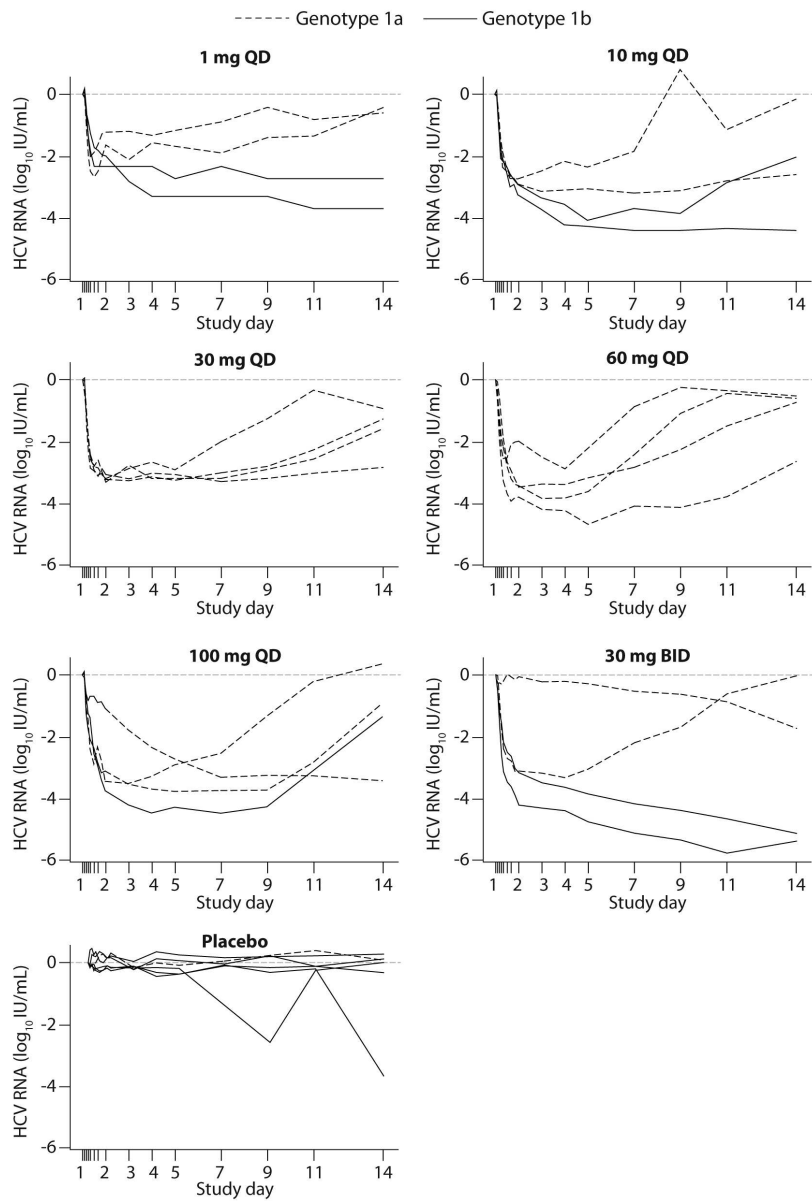 Genotype 1a Genotype 1b
1 mg QD
HCV RNA (log10 IU/mL)
0
-2
-4
-6
1 2 3 4 5 7 9 11 14
Study day
10 mg QD
HCV RNA (log10 IU/mL)
0
-2
-4
-6
1 2 3 4 5 7 9 11 14
Study day
30 mg QD
HCV RNA (log10 IU/mL)
0
-2
-4
-6
1 2 3 4 5 7 9 11 14
Study day
60 mg QD
HCV RNA (log10 IU/mL)
0
-2
-4
-6
1 2 3 4 5 7 9 11 14
Study day
100 mg QD
HCV RNA (log10 IU/mL)
0
-2
-4
-6
1 2 3 4 5 7 9 11 14
Study day
30 mg BID
HCV RNA (log10 IU/mL)
0
-2
-4
-6
1 2 3 4 5 7 9 11 14
Study day
Placebo
HCV RNA (log10 IU/mL)
0
-2
-4
-6
1 2 3 4 5 7 9 11 14
Study day